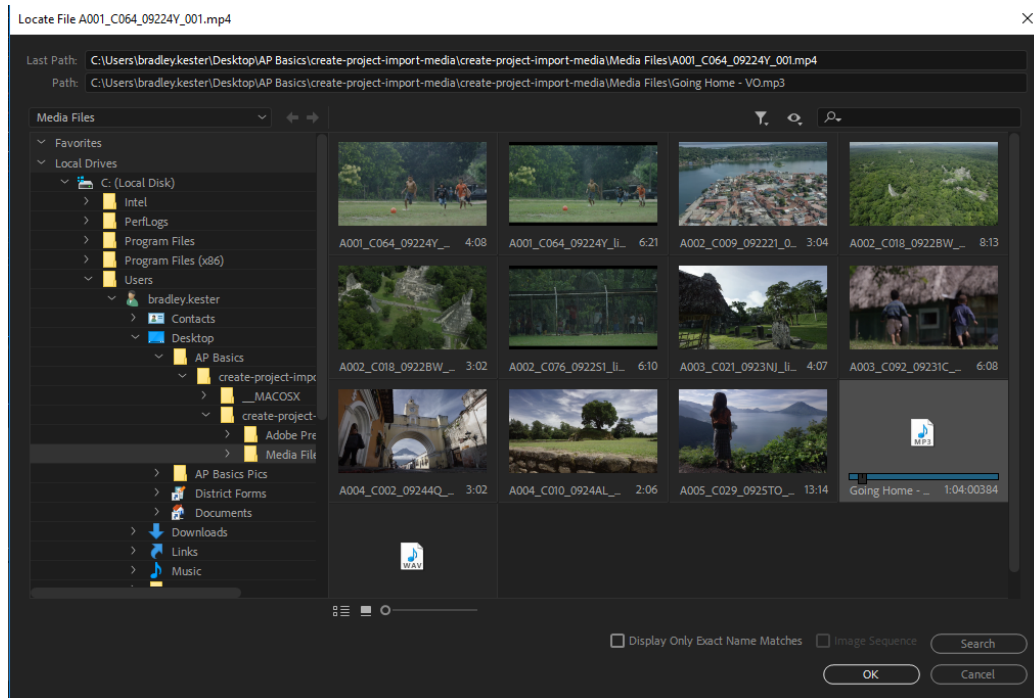 Locate File A001_C064_09224Y_001.mp4
Last Path: C:\Users\bradley.kester\Desktop\AP Basics\create-project-import-media\create-project-import-media\Media Files\A001_C064_09224Y_001.mp4
Path: C:\Users\bradley.kester\Desktop\AP Basics\create-project-import-media\create-project-import-media\Media Files\Going Home - VO.mp3
Media Files
Favorites
Local Drives
C: (Local Disk)
Intel
PerfLogs
Program Files
Program Files (x86)
Users
bradley.kester
Contacts
Desktop
AP Basics
create-project-impo
__MACOSX
create-project-
Adobe Pre
Media File
AP Basics Pics
District Forms
Documents
Downloads
Links
Music
A001_C064_09224Y_... 4:08
A001_C064_09224Y_li... 6:21
A002_C009_092221_0... 3:04
A002_C018_0922BW_... 8:13
A002_C018_0922BW_... 3:02
A002_C076_0922S1_li... 6:10
A003_C021_0923NJ_li... 4:07
A003_C092_09231C_... 6:08
A004_C002_09244Q_... 3:02
A004_C010_0924AL_... 2:06
A005_C029_0925TO_... 13:14
MP3
Going Home - ... 1:04:00384
WAV
Display Only Exact Name Matches
Image Sequence
Search
OK
Cancel